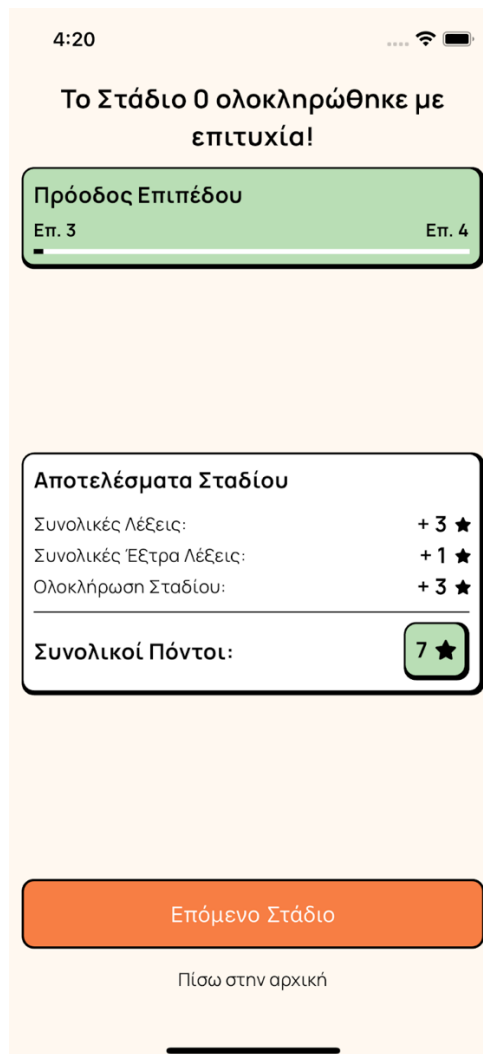 4:20
Το Στάδιο 0 ολοκληρώθηκε με
επιτυχία!
Πρόοδος Επιπέδου
Επ. 3 Επ. 4
Αποτελέσματα Σταδίου
Συνολικές Λέξεις: + 3 ★
Συνολικές Έξτρα Λέξεις: + 1 ★
Ολοκλήρωση Σταδίου: + 3 ★
Συνολικοί Πόντοι: 7 ★
Επόμενο Στάδιο
Πίσω στην αρχική